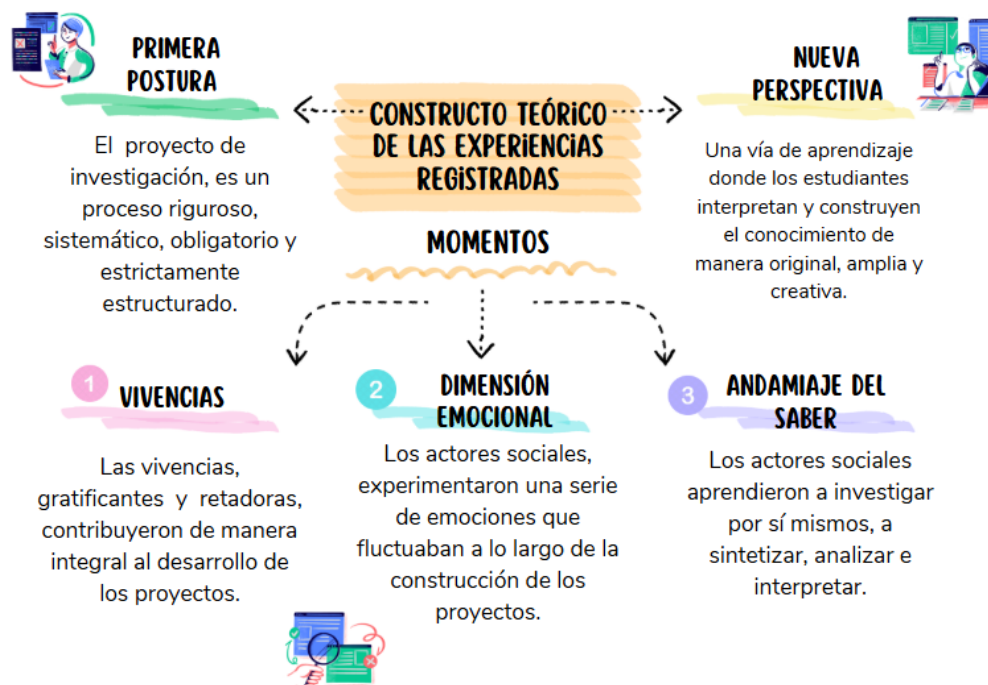 PRIMERA
POSTURA
El proyecto de
investigación, es un
proceso riguroso,
sistemático, obligatorio y
estrictamente
estructurado.
CONSTRUCTO TEÓRICO
DE LAS EXPERIENCIAS
REGISTRADAS
NUEVA
PERSPECTIVA
Una vía de aprendizaje
donde los estudiantes
interpretan y construyen
el conocimiento de
manera original, amplia y
creativa.
MOMENTOS
1
VIVENCIAS
Las vivencias,
gratificantes y retadoras,
contribuyeron de manera
integral al desarrollo de
los proyectos.
2
DIMENSIÓN
EMOCIONAL
Los actores sociales,
experimentaron una serie
de emociones que
fluctuaban a lo largo de la
construcción de los
proyectos.
3
ANDAMIAJE DEL
SABER
Los actores sociales
aprendieron a investigar
por sí mismos, a
sintetizar, analizar e
interpretar.